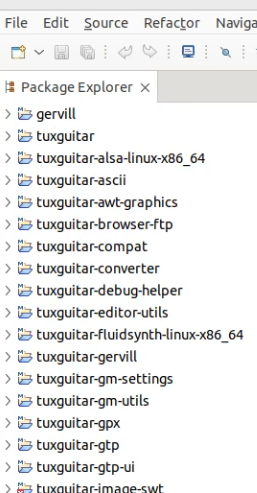 File Edit Source Refactor Naviga
Package Explorer
gervill
tuxguitar
tuxguitar-alsa-linux-x86_64
tuxguitar-ascii
tuxguitar-awt-graphics
tuxguitar-browser-ftp
tuxguitar-compat
tuxguitar-converter
tuxguitar-debug-helper
tuxguitar-editor-utils
tuxguitar-fluidsynth-linux-x86_64
tuxguitar-gervill
tuxguitar-gm-settings
tuxguitar-gm-utils
tuxguitar-gpx
tuxguitar-gtp
tuxguitar-gtp-ui
tuxguitar-image-swt